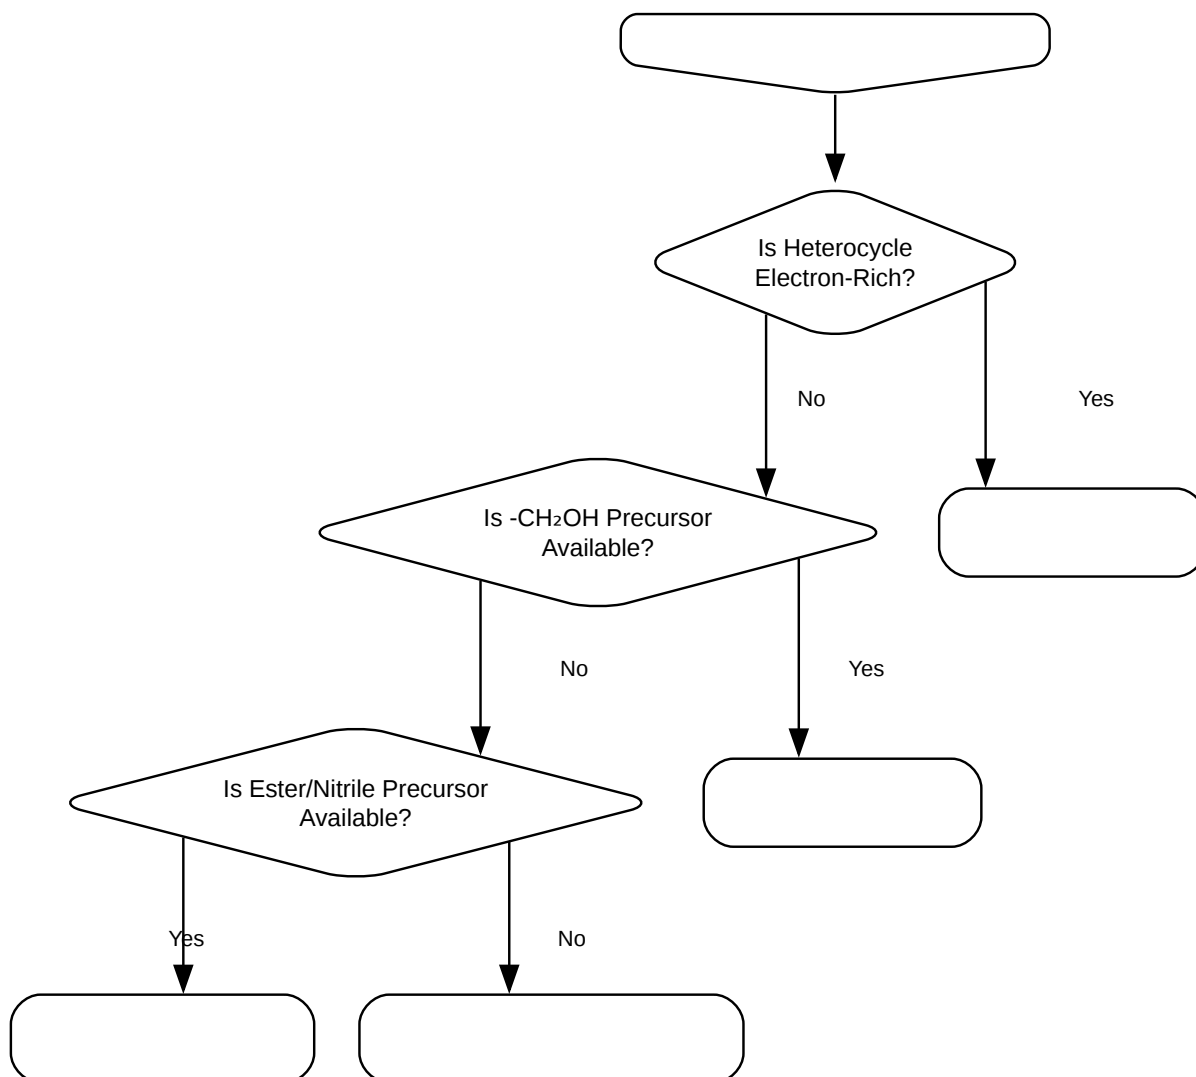 Is Heterocycle
Electron-Rich?
No
Yes
Is -CH₂OH Precursor
Available?
No
Yes
Is Ester/Nitrile Precursor
Available?
Yes
No